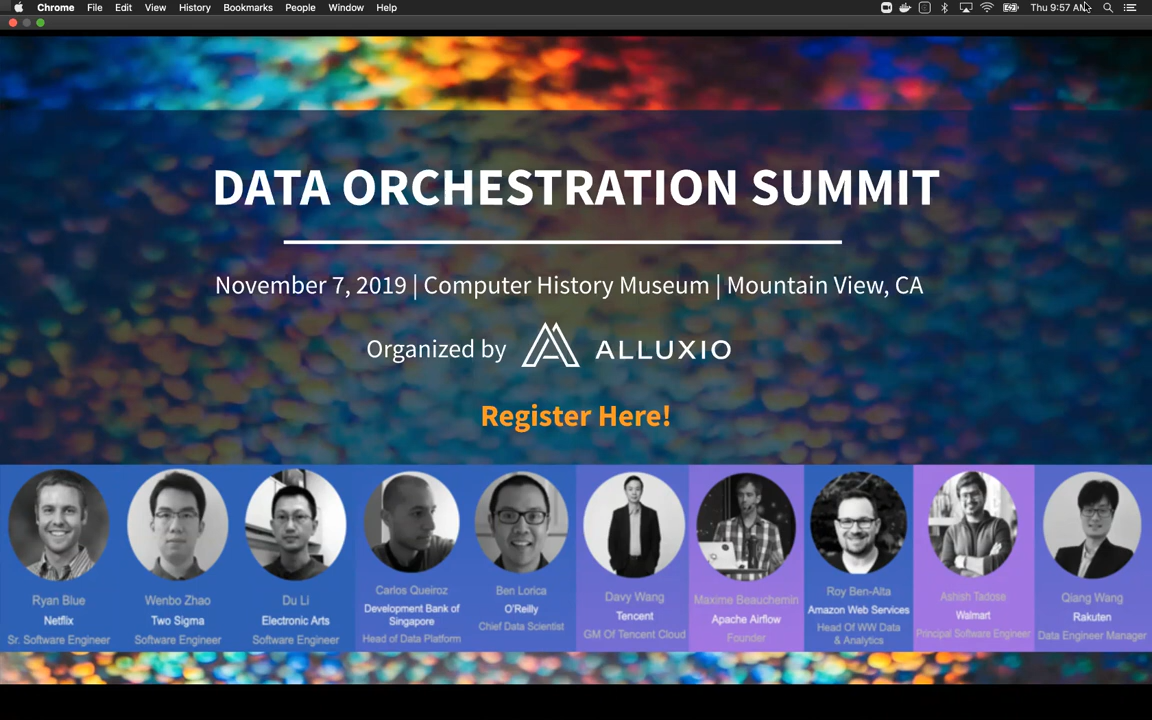 Chrome File Edit View History Bookmarks People Window Help Thu 9:57 AM
DATA ORCHESTRATION SUMMIT
November 7, 2019 | Computer History Museum | Mountain View, CA
Organized by ALLUXIO
Register Here!
Ryan Blue
Netflix
Sr. Software Engineer
Wenbo Zhao
Two Sigma
Software Engineer
Du Li
Electronic Arts
Software Engineer
Carlos Queiroz
Development Bank of
Singapore
Head of Data Platform
Ben Lorica
O'Reilly
Chief Data Scientist
Davy Wang
Tencent
GM Of Tencent Cloud
Maxime Beauchemin
Apache Airflow
Founder
Roy Ben-Alta
Amazon Web Services
Head Of WW Data
& Analytics
Ashish Tadose
Walmart
Principal Software Engineer
Qiang Wang
Rakuten
Data Engineer Manager